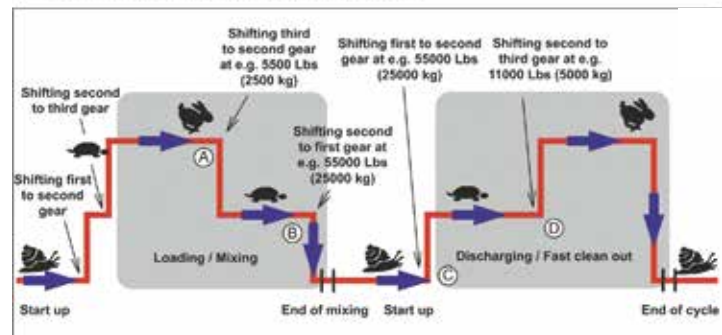 Shifting second
to third gear
Shifting first
to second
gear
Start up
Shifting third
to second gear
at e.g. 5500 Lbs
(2500 kg)
A
Shifting second
to first gear at
e.g. 55000 Lbs
(25000 kg)
B
Loading / Mixing
End of mixing
Shifting first to second
gear at e.g. 55000 Lbs
(25000 kg)
Start up
C
Shifting second to
third gear at e.g.
11000 Lbs (5000 kg)
D
Discharging / Fast clean out
End of cycle